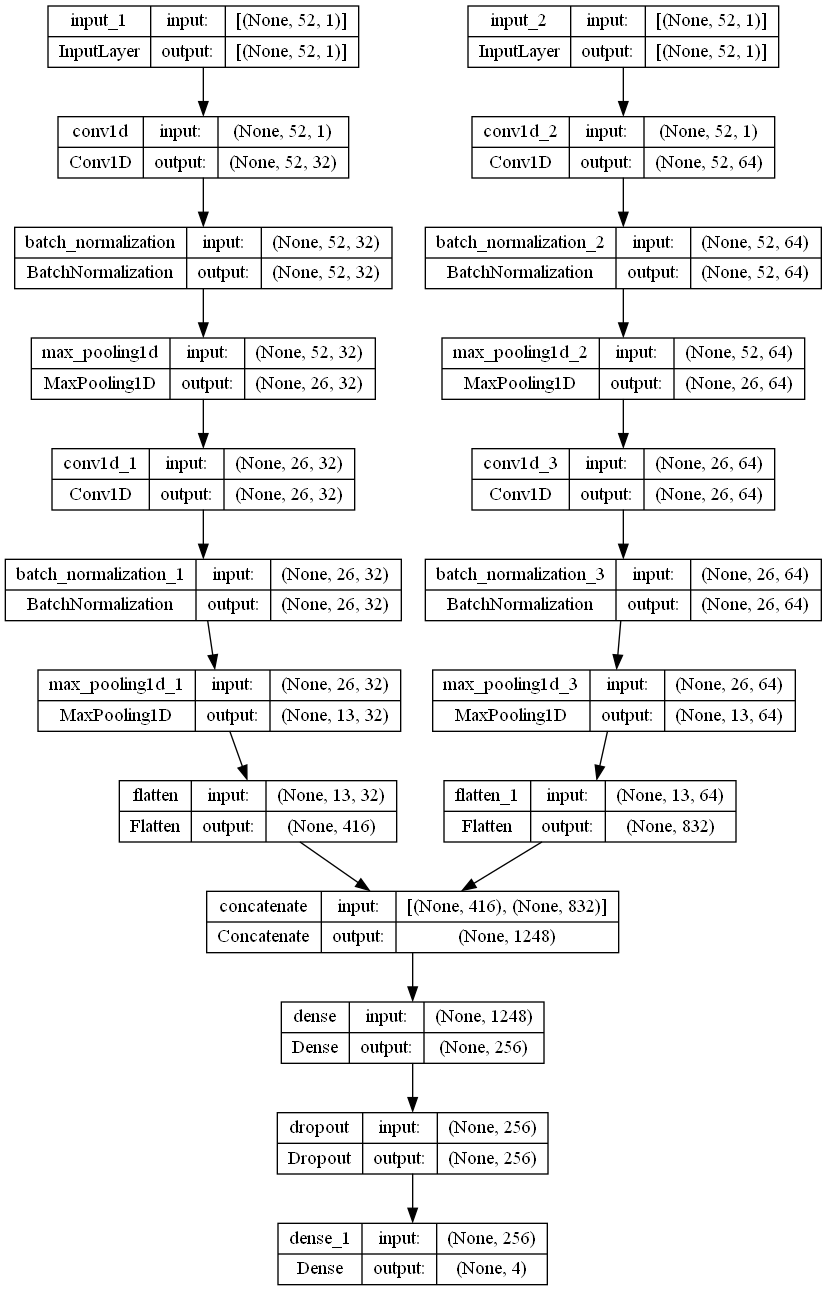 input_1 input: [(None, 52, 1)]
InputLayer output: [(None, 52, 1)]
input_2 input: [(None, 52, 1)]
InputLayer output: [(None, 52, 1)]
conv1d input: (None, 52, 1)
Conv1D output: (None, 52, 32)
conv1d_2 input: (None, 52, 1)
Conv1D output: (None, 52, 64)
batch_normalization input: (None, 52, 32)
BatchNormalization output: (None, 52, 32)
batch_normalization_2 input: (None, 52, 64)
BatchNormalization output: (None, 52, 64)
max_pooling1d input: (None, 52, 32)
MaxPooling1D output: (None, 26, 32)
max_pooling1d_2 input: (None, 52, 64)
MaxPooling1D output: (None, 26, 64)
conv1d_1 input: (None, 26, 32)
Conv1D output: (None, 26, 32)
conv1d_3 input: (None, 26, 64)
Conv1D output: (None, 26, 64)
batch_normalization_1 input: (None, 26, 32)
BatchNormalization output: (None, 26, 32)
batch_normalization_3 input: (None, 26, 64)
BatchNormalization output: (None, 26, 64)
max_pooling1d_1 input: (None, 26, 32)
MaxPooling1D output: (None, 13, 32)
max_pooling1d_3 input: (None, 26, 64)
MaxPooling1D output: (None, 13, 64)
flatten input: (None, 13, 32)
Flatten output: (None, 416)
flatten_1 input: (None, 13, 64)
Flatten output: (None, 832)
concatenate input: [(None, 416), (None, 832)]
Concatenate output: (None, 1248)
dense input: (None, 1248)
Dense output: (None, 256)
dropout input: (None, 256)
Dropout output: (None, 256)
dense_1 input: (None, 256)
Dense output: (None, 4)